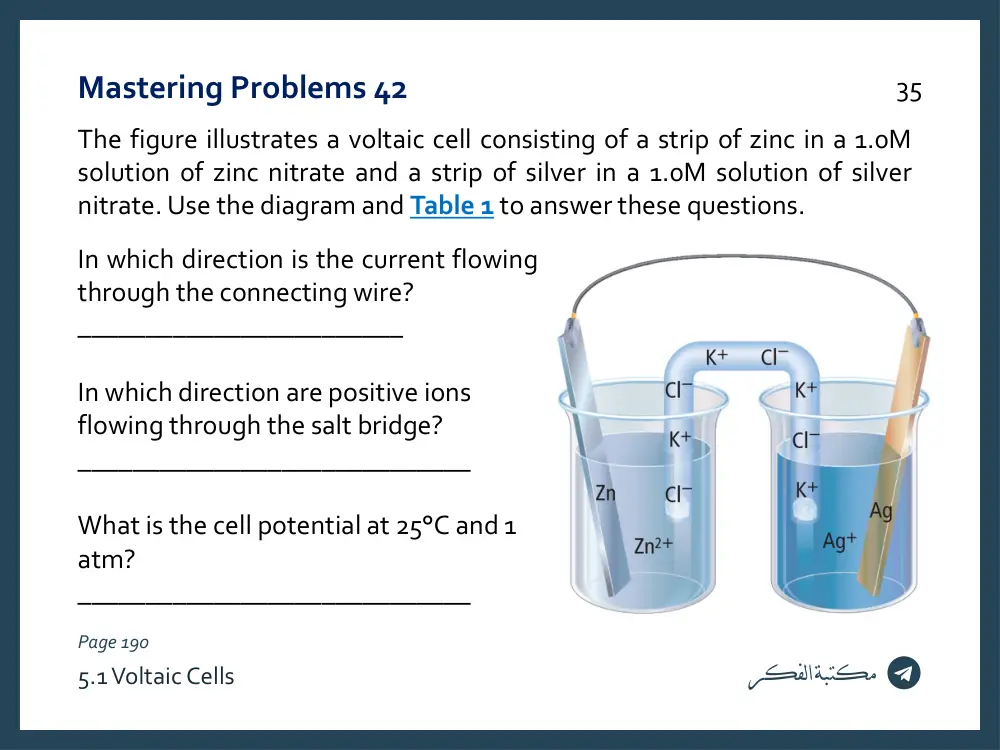 Mastering Problems 42
35
The figure illustrates a voltaic cell consisting of a strip of zinc in a 1.0M
solution of zinc nitrate and a strip of silver in a 1.0M solution of silver
nitrate. Use the diagram and Table 1 to answer these questions.
In which direction is the current flowing
through the connecting wire?
________________________
In which direction are positive ions
flowing through the salt bridge?
_____________________________
What is the cell potential at 25°C and 1
atm?
_____________________________
K⁺ Cl⁻
Cl⁻ K⁺
K⁺ Cl⁻
Zn Cl⁻ K⁺ Ag
Zn²⁺ Ag⁺
Page 190
5.1 Voltaic Cells
مكتبة الفكر